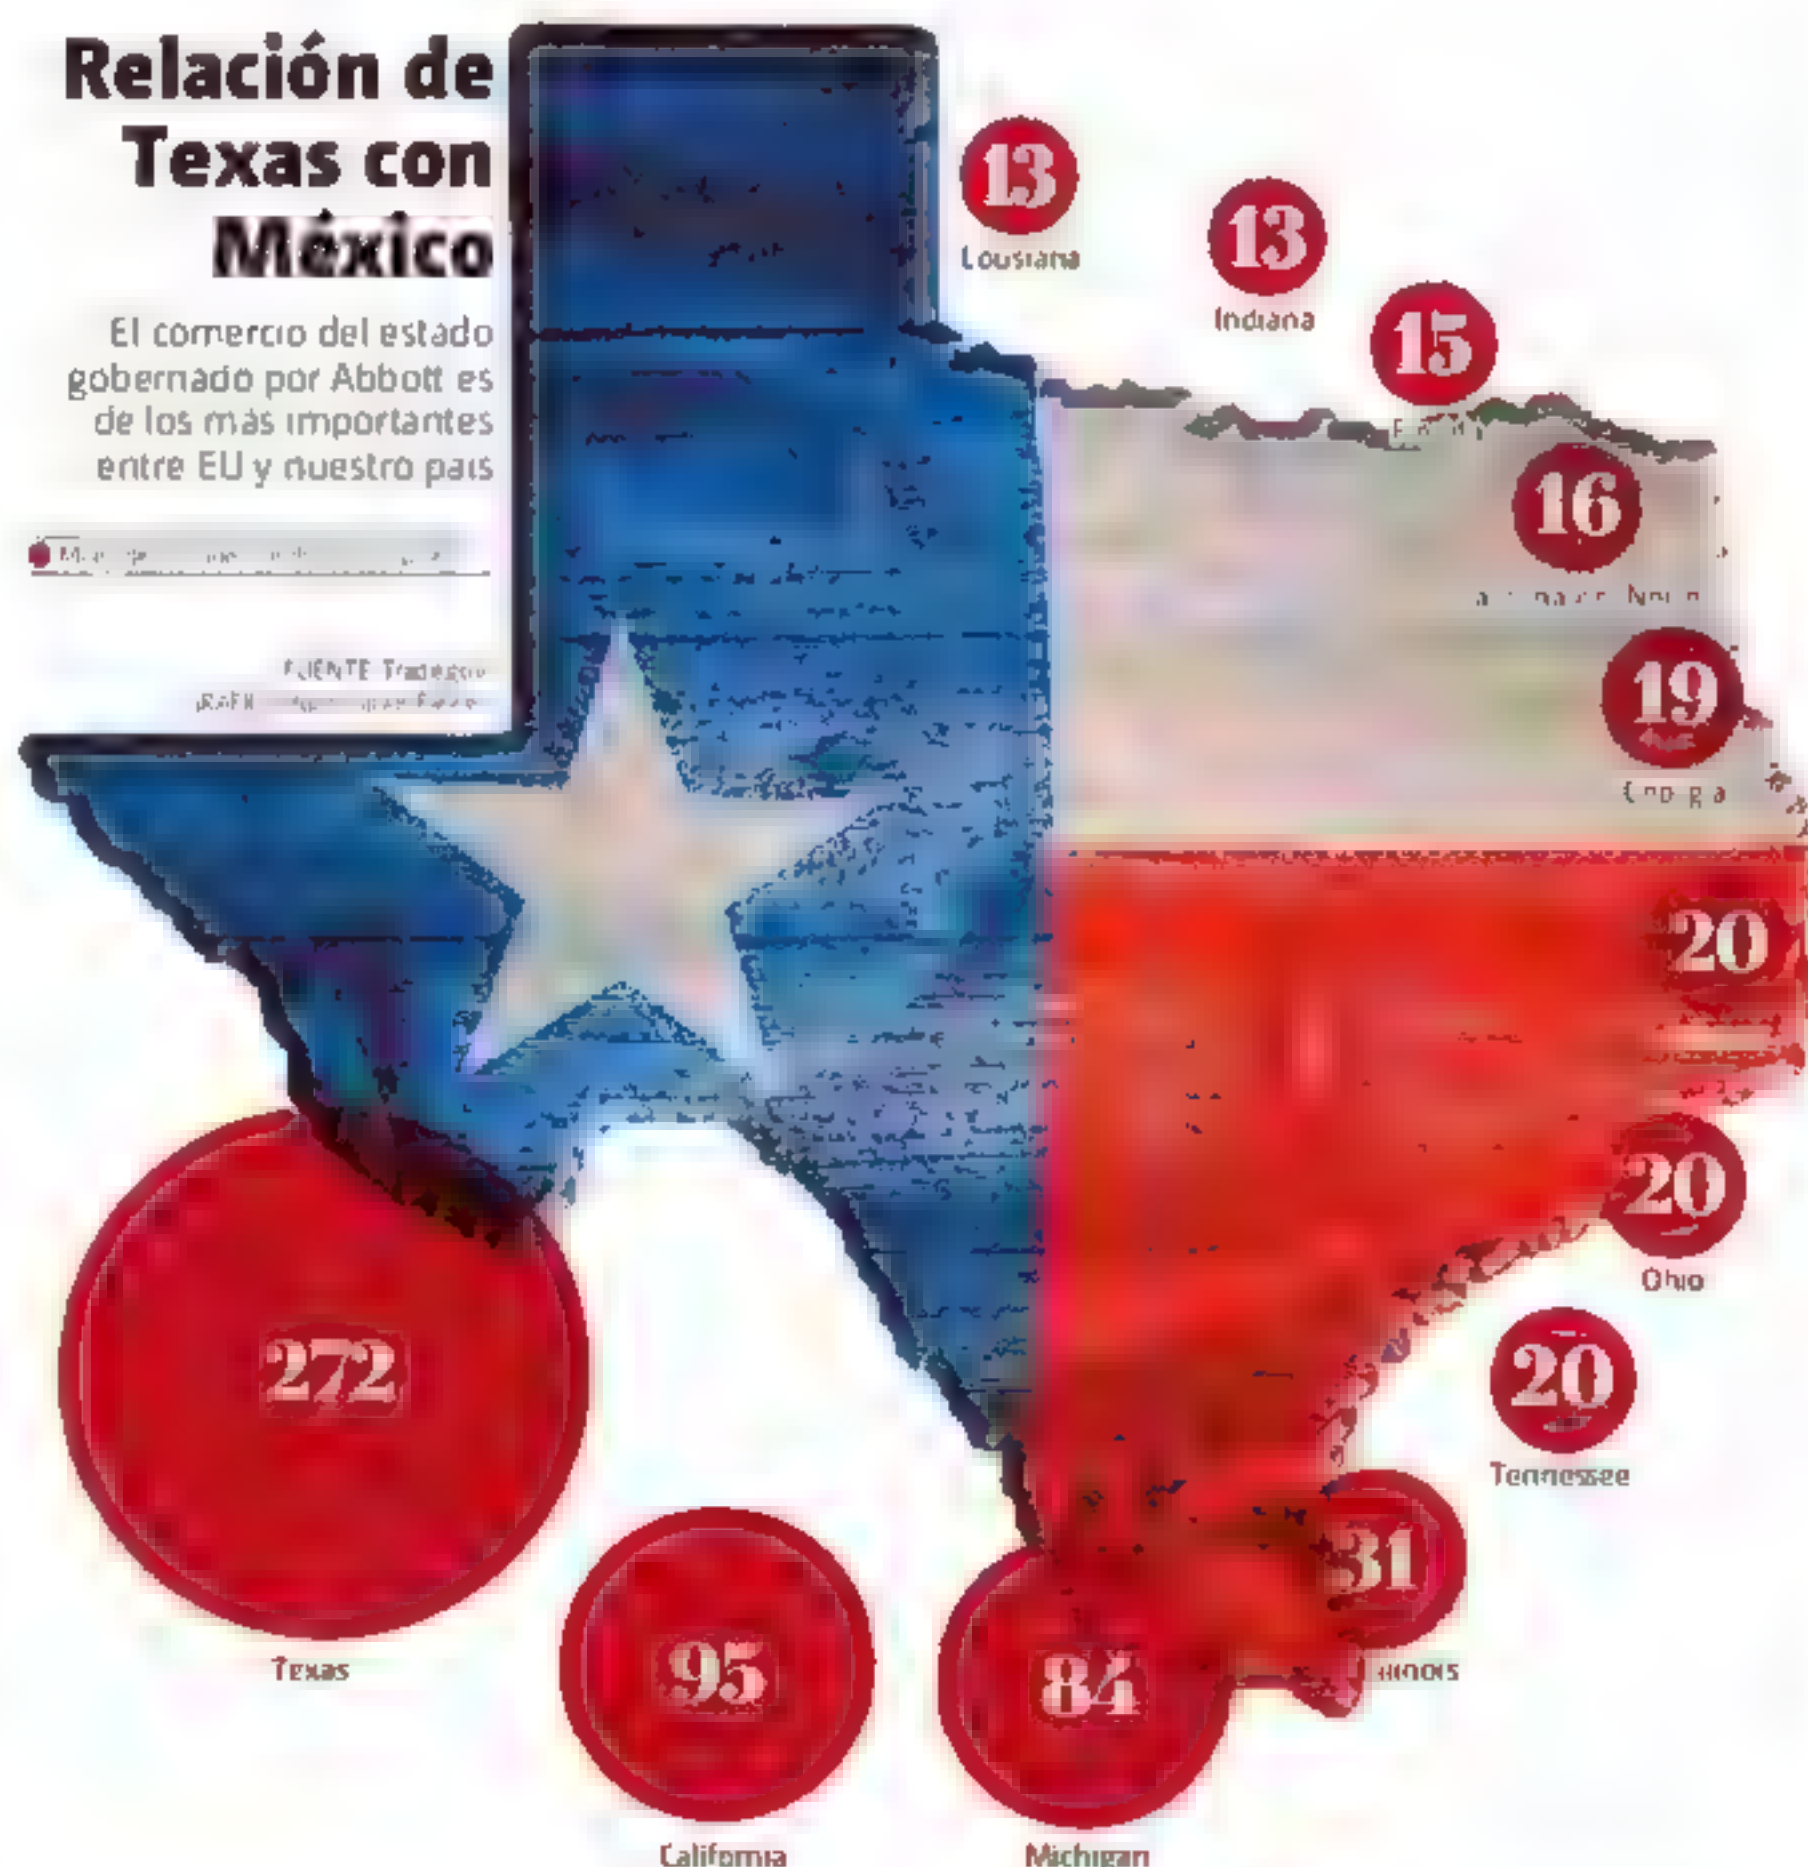 Relación de
Texas con
México
El comercio del estado
gobernado por Abbott es
de los más importantes
entre EU y nuestro país
FUENTE
13
Lousiana
13
Indiana
15
16
19
20
20
Ohio
20
Tennessee
31
Illinois
84
Michigan
95
California
272
Texas